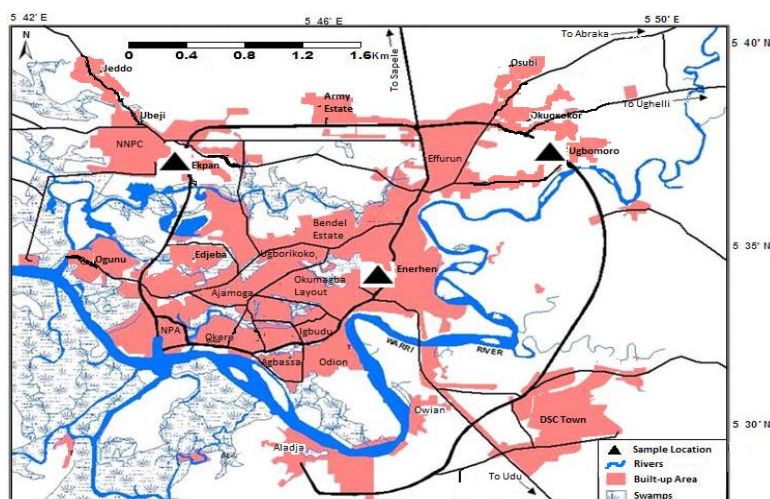 5 42' E
5 46' E
5 50' E
N
5 40' N
0 0.4 0.8 1.2 1.6 Km
To Abraka
To Sapele
Jeddo
Osubi
Army
Estate
Ubeji
Okuoxokor
To Ughelli
NNPC
Ekpan
Effurun
Ugbomoro
Bendel
Estate
5 35' N
Ogunu
Edjeba
Ugborikoko,
Enerhen
Okumagba
Layout
Ajamoga
NPA
Okere
Igbudu
WARRI RIVER
Agbassa
Odion
5 30' N
Owian
DSC Town
Aladja
To Udu
Sample Location
Rivers
Built-up Area
Swamps